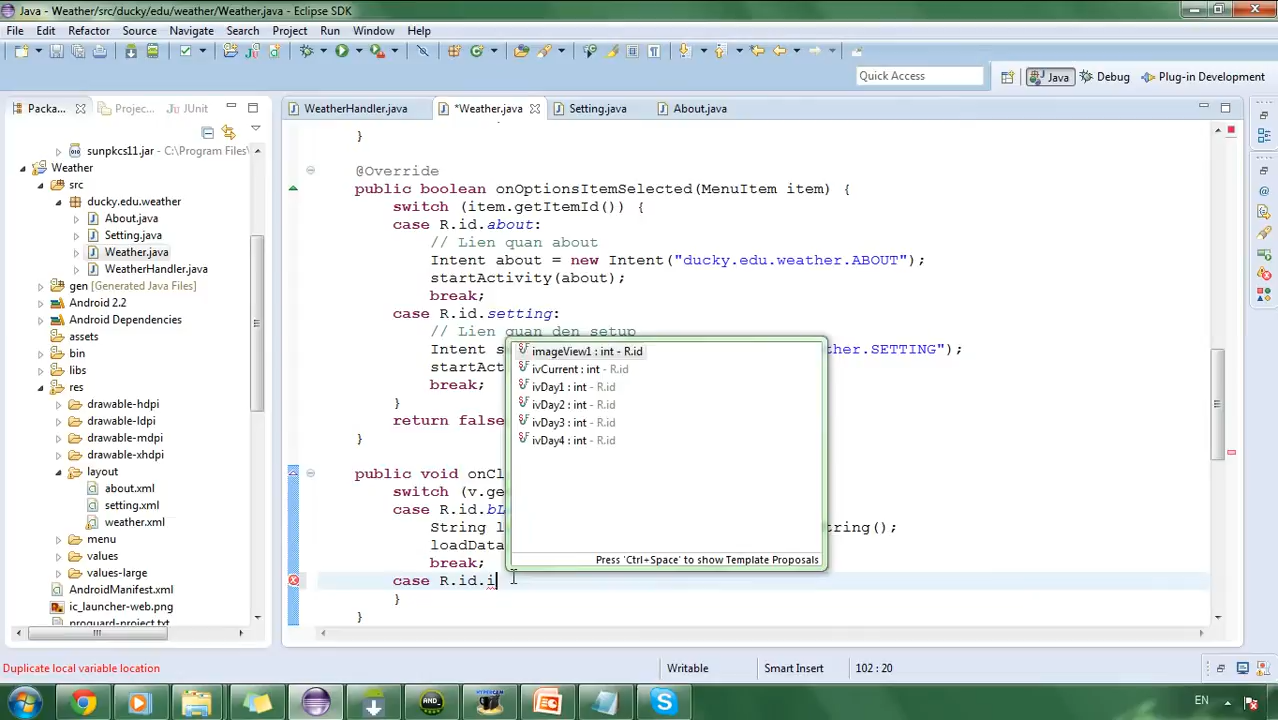 Java - Weather/src/ducky/edu/weather/Weather.java - Eclipse SDK
File Edit Refactor Source Navigate Search Project Run Window Help
Quick Access
Java Debug Plug-in Development
Packa... Projec... JUnit
WeatherHandler.java *Weather.java Setting.java About.java
sunpkcs11.jar - C:\Program Files\
Weather
src
ducky.edu.weather
About.java
Setting.java
Weather.java
WeatherHandler.java
gen [Generated Java Files]
Android 2.2
Android Dependencies
assets
bin
libs
res
drawable-hdpi
drawable-ldpi
drawable-mdpi
drawable-xhdpi
layout
about.xml
setting.xml
weather.xml
menu
values
values-large
AndroidManifest.xml
ic_launcher-web.png
proguard-project.txt
}
@Override
public boolean onOptionsItemSelected(MenuItem item) {
switch (item.getItemId()) {
case R.id.about:
// Lien quan about
Intent about = new Intent("ducky.edu.weather.ABOUT");
startActivity(about);
break;
case R.id.setting:
// Lien quan den setup
Intent s ther.SETTING");
startAct
break;
}
return false
}
public void onCl
switch (v.ge
case R.id.bL
String l tring();
loadData
break;
case R.id.i
}
}
imageView1 : int - R.id
ivCurrent : int - R.id
ivDay1 : int - R.id
ivDay2 : int - R.id
ivDay3 : int - R.id
ivDay4 : int - R.id
Press 'Ctrl+Space' to show Template Proposals
Duplicate local variable location
Writable Smart Insert 102 : 20
AND_
HYPERCAM
EN